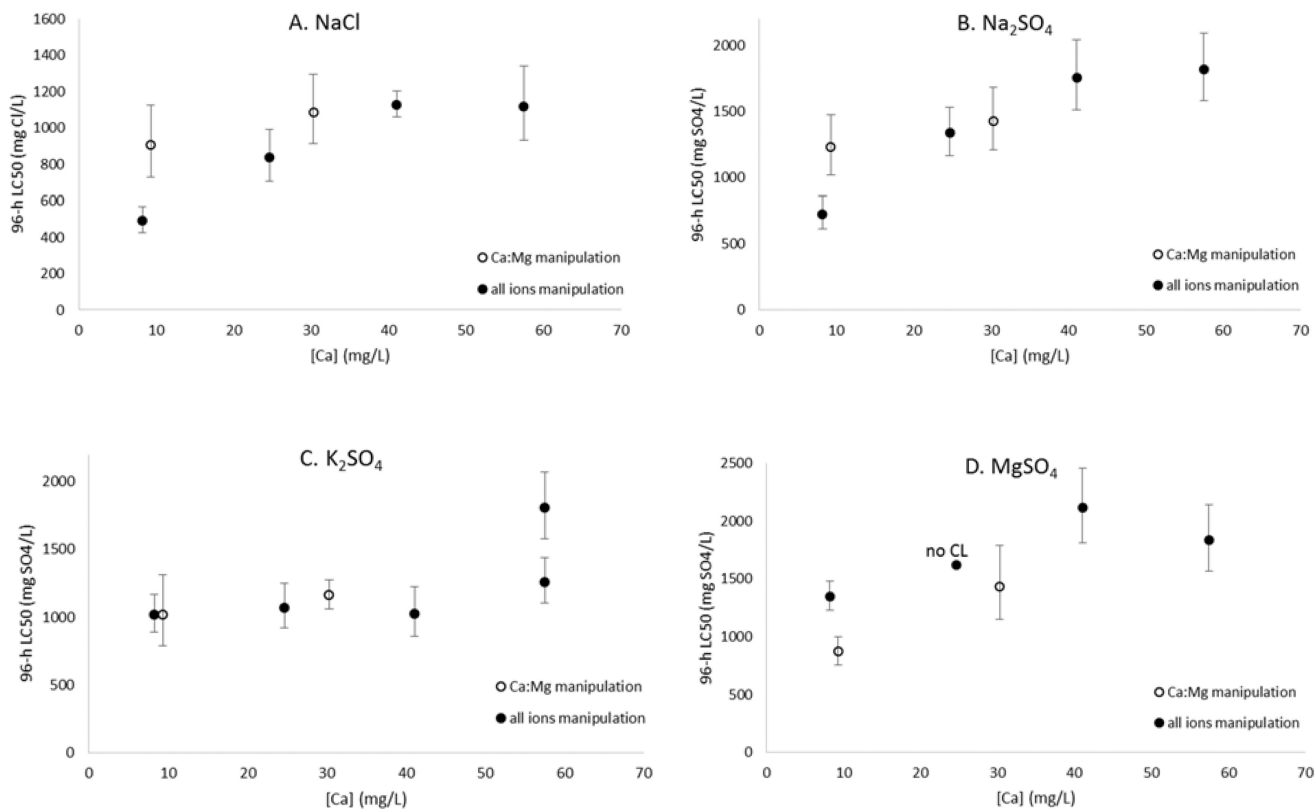 A. NaCl
96-h LC50 (mg Cl/L)
1600
1400
1200
1000
800
600
400
200
0
0 10 20 30 40 50 60 70
[Ca] (mg/L)
Ca:Mg manipulation
all ions manipulation
B. Na₂SO₄
96-h LC50 (mg SO4/L)
2000
1500
1000
500
0
0 10 20 30 40 50 60 70
[Ca] (mg/L)
Ca:Mg manipulation
all ions manipulation
C. K₂SO₄
96-h LC50 (mg SO4/L)
2000
1500
1000
500
0
0 10 20 30 40 50 60 70
[Ca] (mg/L)
Ca:Mg manipulation
all ions manipulation
D. MgSO₄
96-h LC50 (mg SO4/L)
2500
2000
1500
1000
500
0
no CL
0 10 20 30 40 50 60 70
[Ca] (mg/L)
Ca:Mg manipulation
all ions manipulation